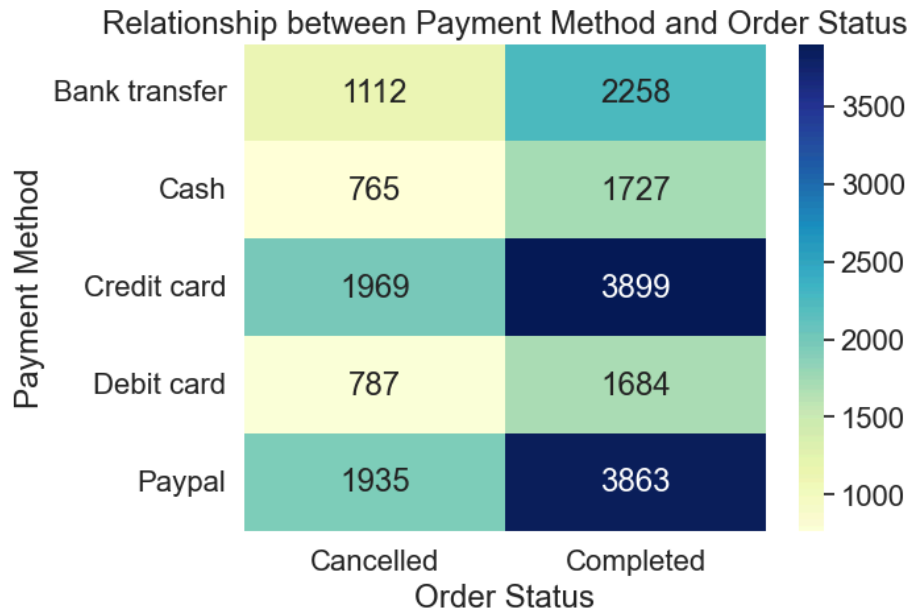 Relationship between Payment Method and Order Status
Payment Method
Bank transfer 1112 2258
Cash 765 1727
Credit card 1969 3899
Debit card 787 1684
Paypal 1935 3863
Cancelled Completed
Order Status
3500
3000
2500
2000
1500
1000